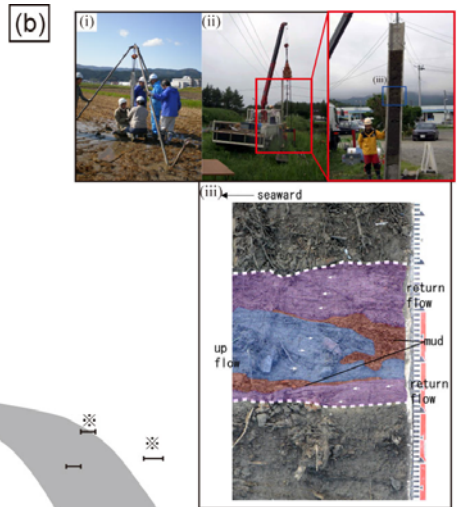 (b)
(i)
(ii)
(iii)
(iii)
seaward
return
flow
mud
up
flow
return
flow
※
※